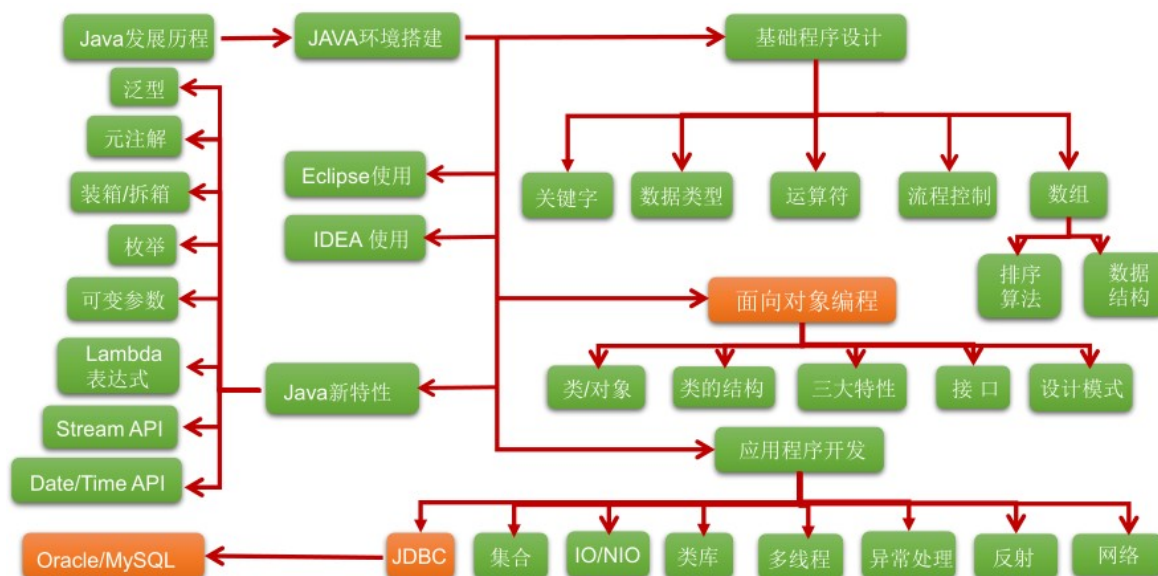 Java发展历程
JAVA环境搭建
基础程序设计
泛型
元注解
装箱/拆箱
枚举
可变参数
Lambda
表达式
Stream API
Date/Time API
Eclipse使用
IDEA 使用
Java新特性
关键字
数据类型
运算符
流程控制
数组
排序
算法
数据
结构
面向对象编程
类/对象
类的结构
三大特性
接 口
设计模式
应用程序开发
Oracle/MySQL
JDBC
集合
IO/NIO
类库
多线程
异常处理
反射
网络